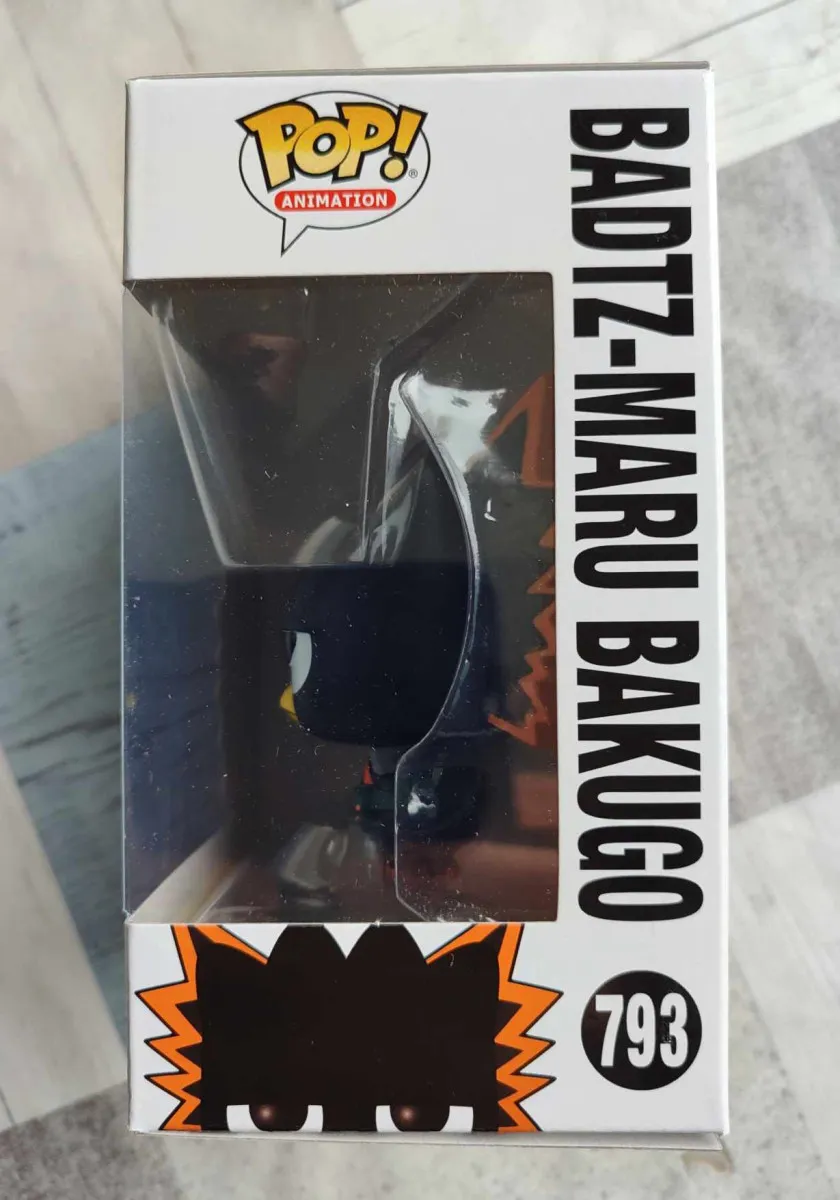 POP!
ANIMATION
BADTZ-MARU BAKUGO
793